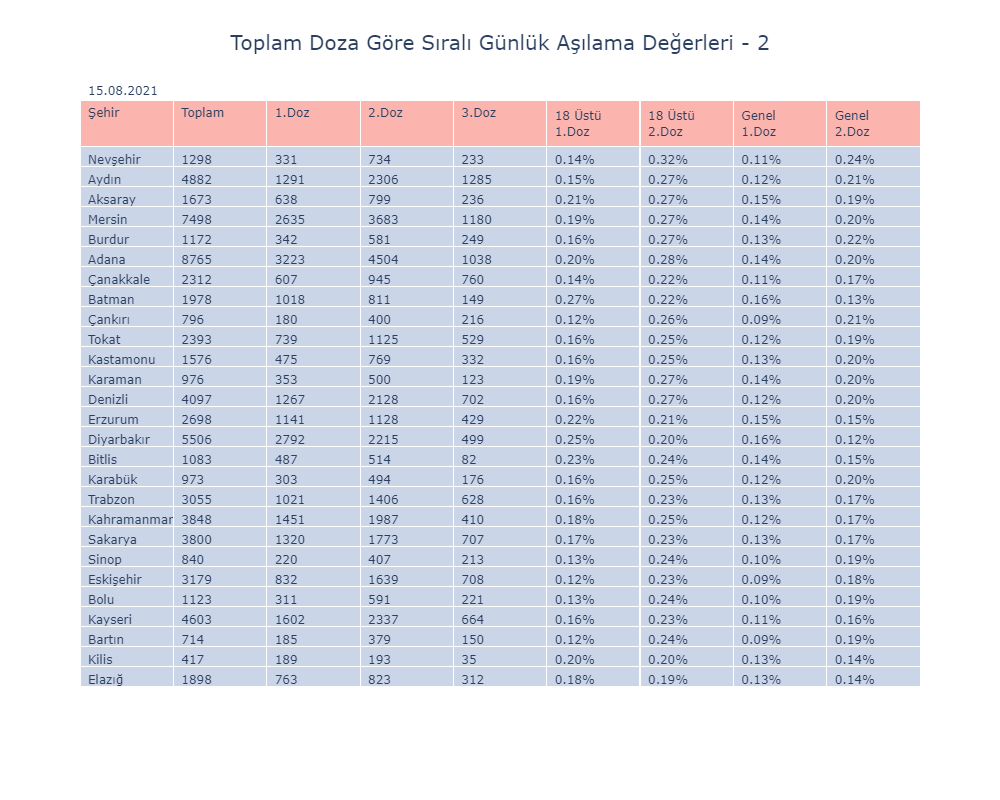 Toplam Doza Göre Sıralı Günlük Aşılama Değerleri - 2
15.08.2021
Şehir Toplam 1.Doz 2.Doz 3.Doz 18 Üstü 1.Doz 18 Üstü 2.Doz Genel 1.Doz Genel 2.Doz
Nevşehir 1298 331 734 233 0.14% 0.32% 0.11% 0.24%
Aydın 4882 1291 2306 1285 0.15% 0.27% 0.12% 0.21%
Aksaray 1673 638 799 236 0.21% 0.27% 0.15% 0.19%
Mersin 7498 2635 3683 1180 0.19% 0.27% 0.14% 0.20%
Burdur 1172 342 581 249 0.16% 0.27% 0.13% 0.22%
Adana 8765 3223 4504 1038 0.20% 0.28% 0.14% 0.20%
Çanakkale 2312 607 945 760 0.14% 0.22% 0.11% 0.17%
Batman 1978 1018 811 149 0.27% 0.22% 0.16% 0.13%
Çankırı 796 180 400 216 0.12% 0.26% 0.09% 0.21%
Tokat 2393 739 1125 529 0.16% 0.25% 0.12% 0.19%
Kastamonu 1576 475 769 332 0.16% 0.25% 0.13% 0.20%
Karaman 976 353 500 123 0.19% 0.27% 0.14% 0.20%
Denizli 4097 1267 2128 702 0.16% 0.27% 0.12% 0.20%
Erzurum 2698 1141 1128 429 0.22% 0.21% 0.15% 0.15%
Diyarbakır 5506 2792 2215 499 0.25% 0.20% 0.16% 0.12%
Bitlis 1083 487 514 82 0.23% 0.24% 0.14% 0.15%
Karabük 973 303 494 176 0.16% 0.25% 0.12% 0.20%
Trabzon 3055 1021 1406 628 0.16% 0.23% 0.13% 0.17%
Kahramanmar 3848 1451 1987 410 0.18% 0.25% 0.12% 0.17%
Sakarya 3800 1320 1773 707 0.17% 0.23% 0.13% 0.17%
Sinop 840 220 407 213 0.13% 0.24% 0.10% 0.19%
Eskişehir 3179 832 1639 708 0.12% 0.23% 0.09% 0.18%
Bolu 1123 311 591 221 0.13% 0.24% 0.10% 0.19%
Kayseri 4603 1602 2337 664 0.16% 0.23% 0.11% 0.16%
Bartın 714 185 379 150 0.12% 0.24% 0.09% 0.19%
Kilis 417 189 193 35 0.20% 0.20% 0.13% 0.14%
Elazığ 1898 763 823 312 0.18% 0.19% 0.13% 0.14%